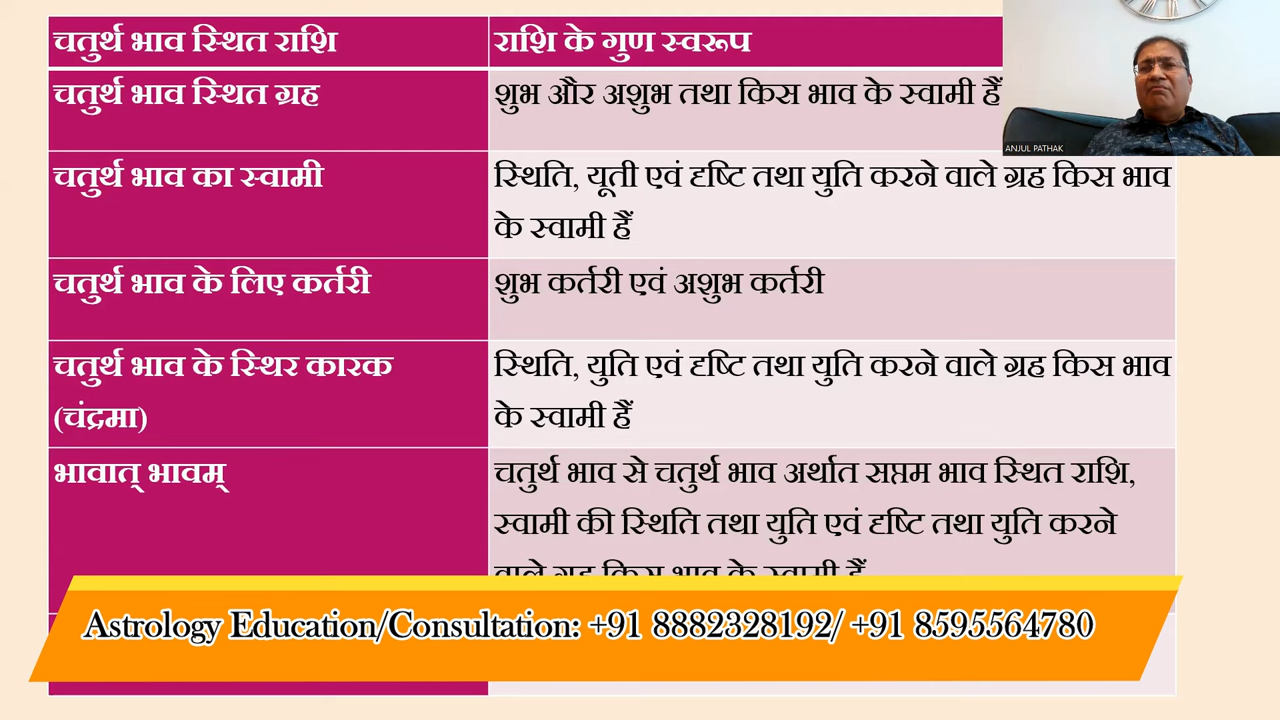 चतुर्थ भाव स्थित राशि
राशि के गुण स्वरूप
चतुर्थ भाव स्थित ग्रह
शुभ और अशुभ तथा किस भाव के स्वामी हैं
ANJUL PATHAK
चतुर्थ भाव का स्वामी
स्थिति, यूती एवं दृष्टि तथा युति करने वाले ग्रह किस भाव
के स्वामी हैं
चतुर्थ भाव के लिए कर्तरी
शुभ कर्तरी एवं अशुभ कर्तरी
चतुर्थ भाव के स्थिर कारक
(चंद्रमा)
स्थिति, युति एवं दृष्टि तथा युति करने वाले ग्रह किस भाव
के स्वामी हैं
भावात् भावम्
चतुर्थ भाव से चतुर्थ भाव अर्थात सप्तम भाव स्थित राशि,
स्वामी की स्थिति तथा युति एवं दृष्टि तथा युति करने
वाले ग्रह किस भाव के स्वामी हैं
Astrology Education/Consultation: +91 8882328192/ +91 8595564780